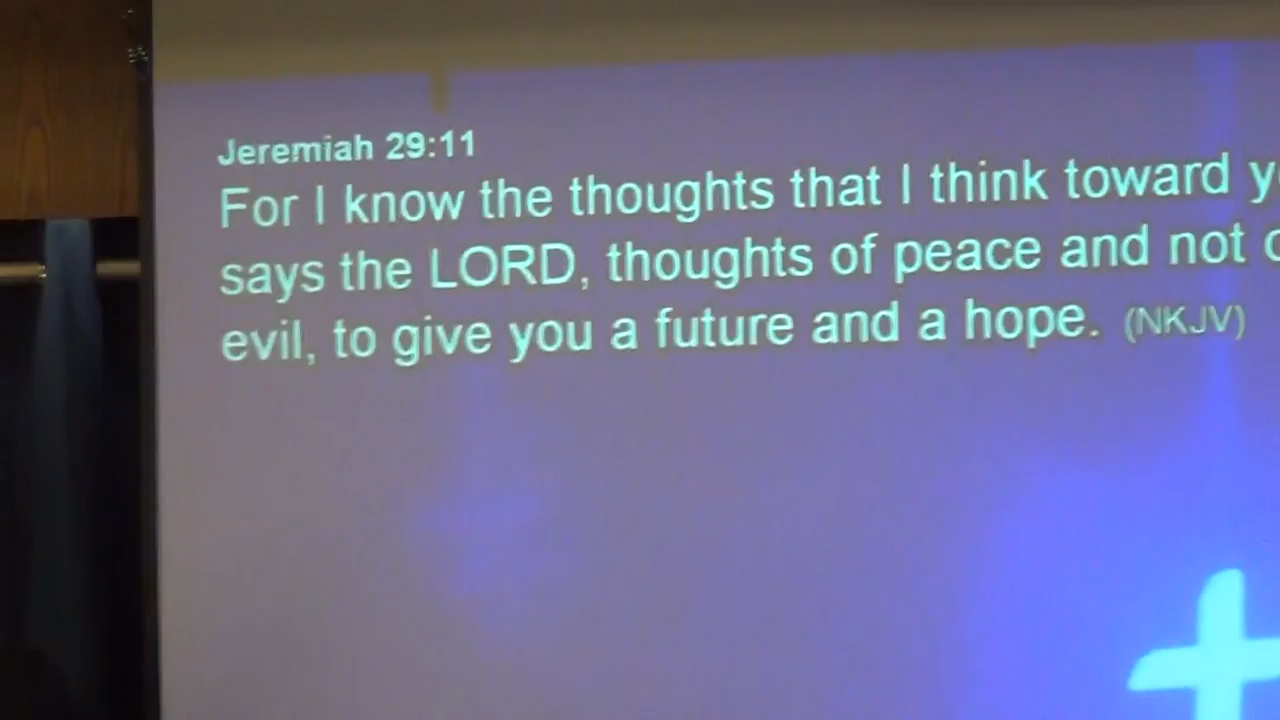 Jeremiah 29:11
For I know the thoughts that I think toward
says the LORD, thoughts of peace and not
evil, to give you a future and a hope. (NKJV)